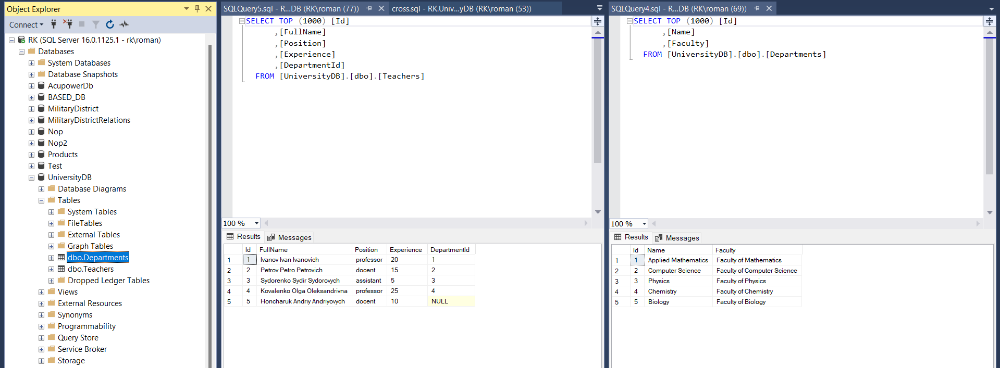 Object Explorer
Connect
RK (SQL Server 16.0.1125.1 - rk\roman)
Databases
System Databases
Database Snapshots
AcupowerDb
BASED_DB
MilitaryDistrict
MilitaryDistrictRelations
Nop
Nop2
Products
Test
UniversityDB
Database Diagrams
Tables
System Tables
FileTables
External Tables
Graph Tables
dbo.Departments
dbo.Teachers
Dropped Ledger Tables
Views
External Resources
Synonyms
Programmability
Query Store
Service Broker
Storage
SQLQuery5.sql - R...DB (RK\roman (77)) cross.sql - RK.Univ...yDB (RK\roman (53))
SELECT TOP (1000) [Id]
,[FullName]
,[Position]
,[Experience]
,[DepartmentId]
FROM [UniversityDB].[dbo].[Teachers]
100 %
Results Messages
Id FullName Position Experience DepartmentId
1 1 Ivanov Ivan Ivanovich professor 20 1
2 2 Petrov Petro Petrovich docent 15 2
3 3 Sydorenko Sydir Sydorovych assistant 5 3
4 4 Kovalenko Olga Oleksandrivna professor 25 4
5 5 Honcharuk Andriy Andriyovych docent 10 NULL
SQLQuery4.sql - R...DB (RK\roman (69))
SELECT TOP (1000) [Id]
,[Name]
,[Faculty]
FROM [UniversityDB].[dbo].[Departments]
100 %
Results Messages
Id Name Faculty
1 1 Applied Mathematics Faculty of Mathematics
2 2 Computer Science Faculty of Computer Science
3 3 Physics Faculty of Physics
4 4 Chemistry Faculty of Chemistry
5 5 Biology Faculty of Biology